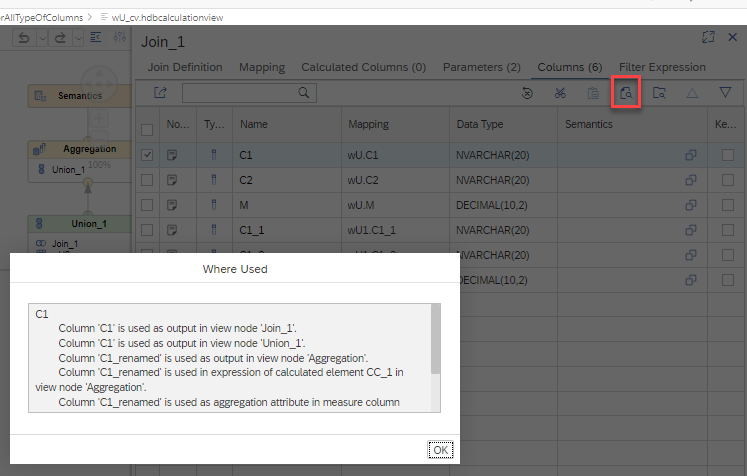 orAllTypeOfColumns > wU_cv.hdbcalculationview
Join_1
Join Definition Mapping Calculated Columns (0) Parameters (2) Columns (6) Filter Expression
Semantics
Aggregation
Union_1
100%
Union_1
Join_1
No... Ty... Name Mapping Data Type Semantics Ke...
C1 wU.C1 NVARCHAR(20)
C2 wU.C2 NVARCHAR(20)
M wU.M DECIMAL(10,2)
C1_1 wU1.C1_1 NVARCHAR(20)
NVARCHAR(20)
DECIMAL(10,2)
Where Used
C1
Column 'C1' is used as output in view node 'Join_1'.
Column 'C1' is used as output in view node 'Union_1'.
Column 'C1_renamed' is used as output in view node 'Aggregation'.
Column 'C1_renamed' is used in expression of calculated element CC_1 in
view node 'Aggregation'.
Column 'C1_renamed' is used as aggregation attribute in measure column
OK